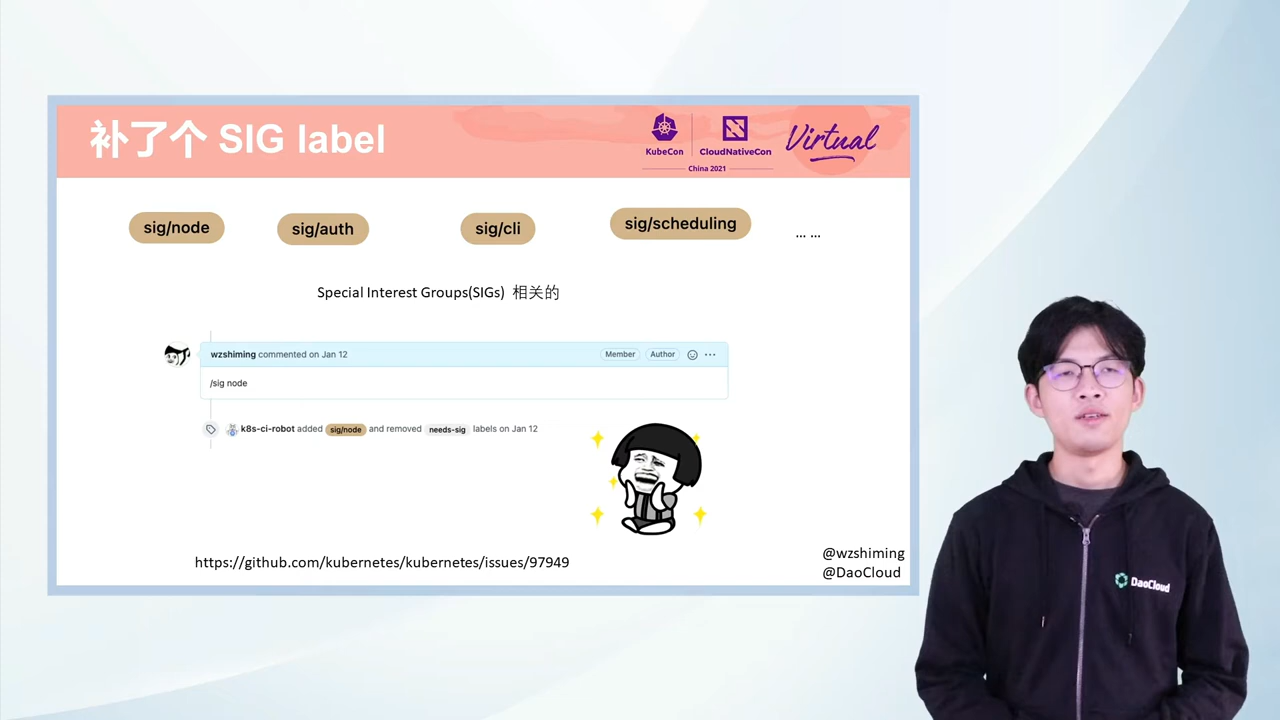 补了个 SIG label
KubeCon
CloudNativeCon
China 2021
Virtual
sig/node
sig/auth
sig/cli
sig/scheduling
... ...
Special Interest Groups(SIGs) 相关的
wzshiming commented on Jan 12
Member
Author
...
/sig node
k8s-ci-robot added sig/node and removed needs-sig labels on Jan 12
https://github.com/kubernetes/kubernetes/issues/97949
@wzshiming
@DaoCloud
DaoCloud